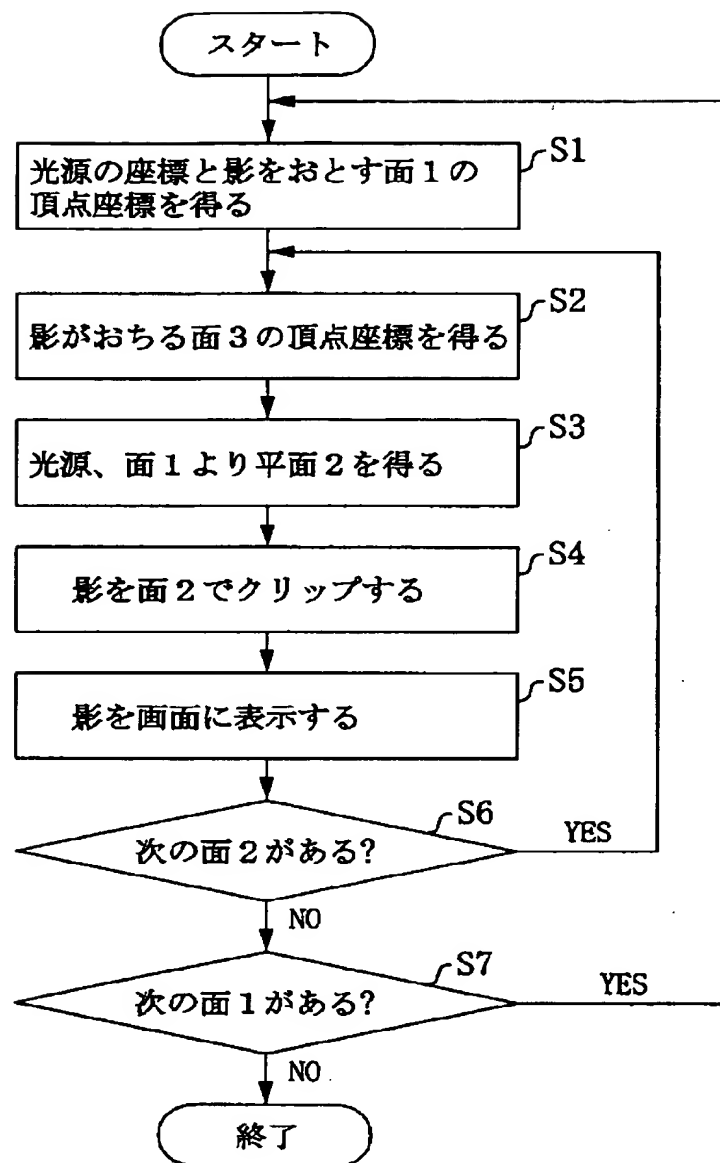 スタート
S1
光源の座標と影をおとす面1の
頂点座標を得る
S2
影がおちる面3の頂点座標を得る
S3
光源、面1より平面2を得る
S4
影を面2でクリップする
S5
影を画面に表示する
S6
次の面2がある?
YES
NO
S7
次の面1がある?
YES
NO
終了